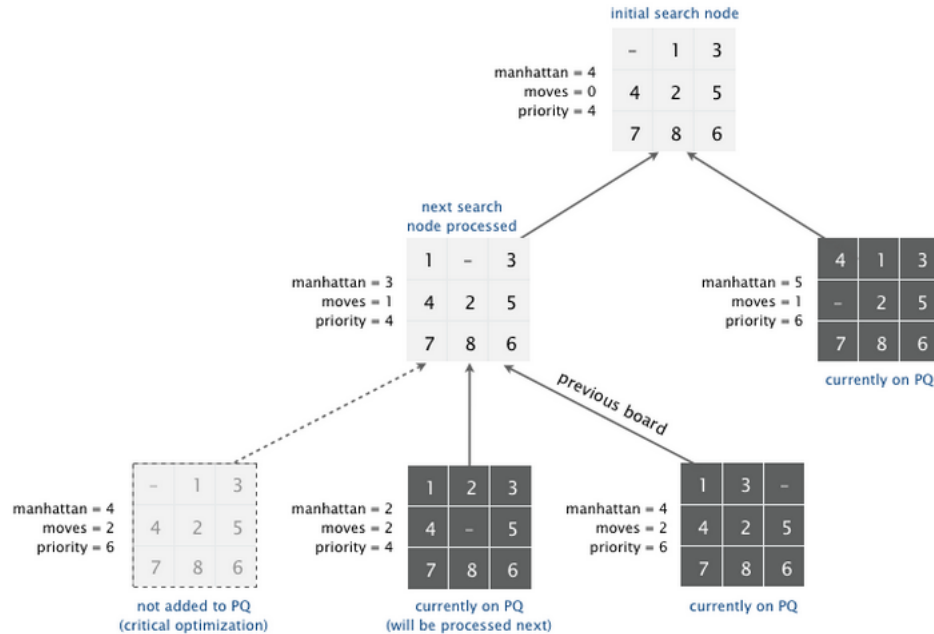 initial search node
- 1 3
4 2 5
7 8 6
manhattan = 4
moves = 0
priority = 4
next search
node processed
1 - 3
4 2 5
7 8 6
manhattan = 3
moves = 1
priority = 4
manhattan = 5
moves = 1
priority = 6
4 1 3
- 2 5
7 8 6
currently on PQ
previous board
manhattan = 4
moves = 2
priority = 6
- 1 3
4 2 5
7 8 6
not added to PQ
(critical optimization)
manhattan = 2
moves = 2
priority = 4
1 2 3
4 - 5
7 8 6
currently on PQ
(will be processed next)
manhattan = 4
moves = 2
priority = 6
1 3 -
4 2 5
7 8 6
currently on PQ